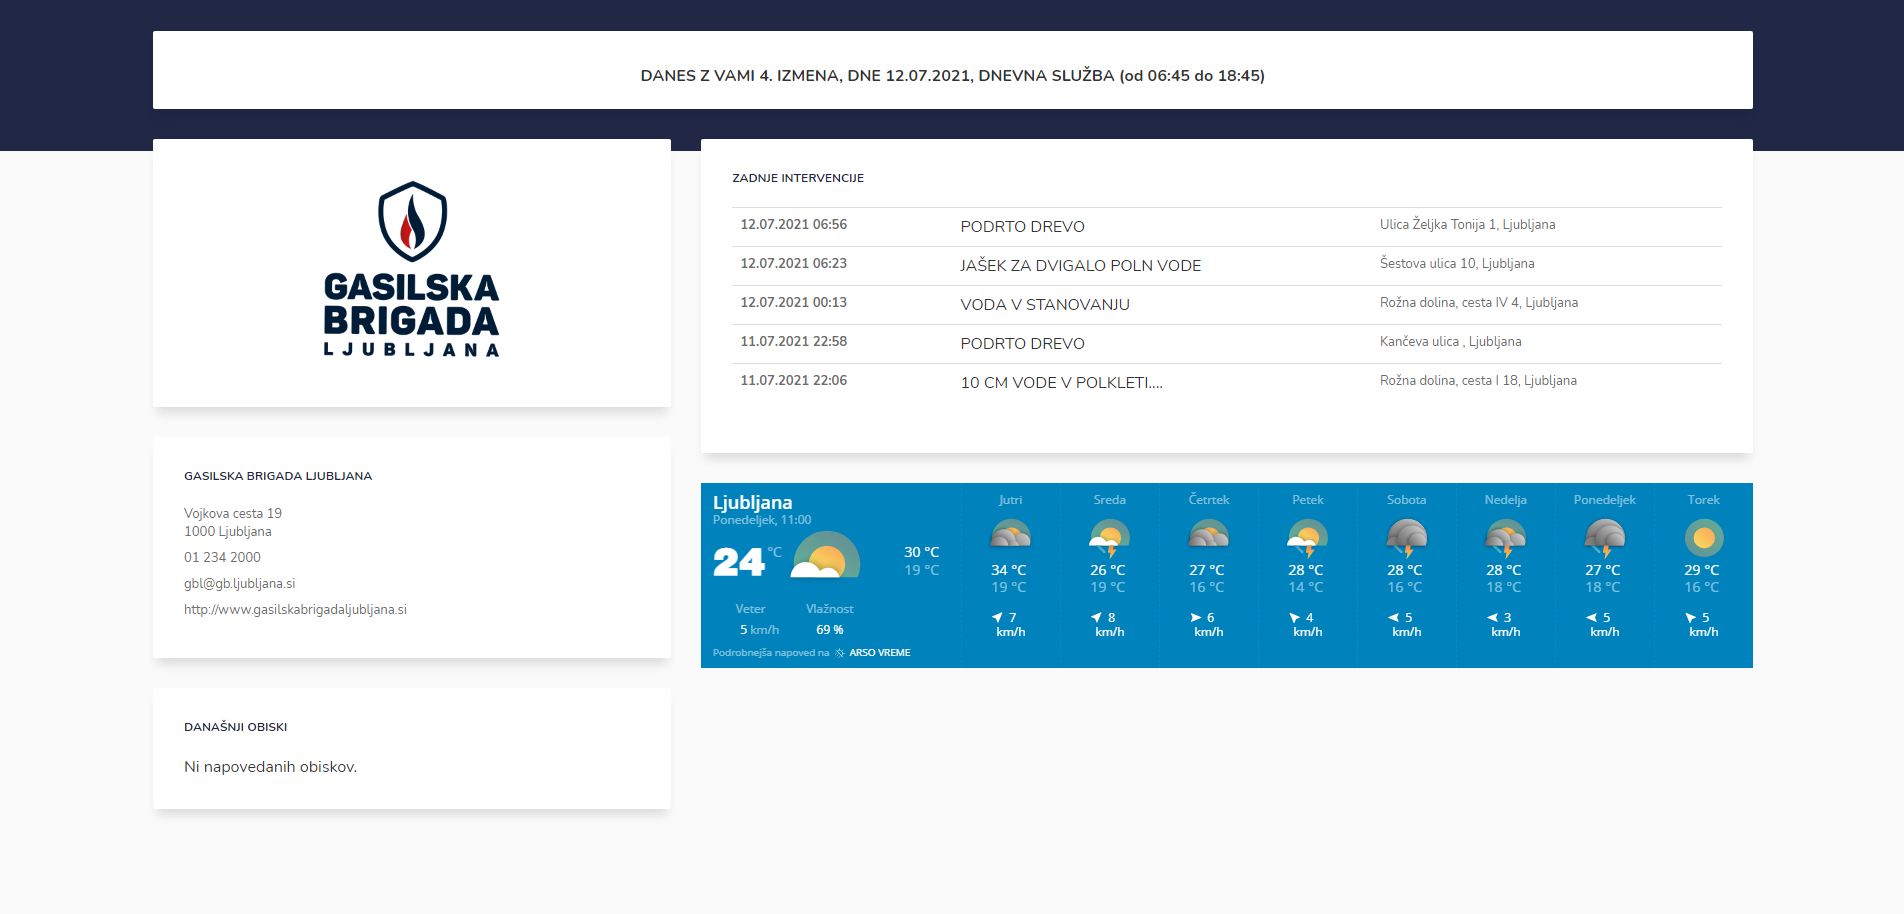 DANES Z VAMI 4. IZMENA, DNE 12.07.2021, DNEVNA SLUŽBA (od 06:45 do 18:45)
GASILSKA
BRIGADA
LJUBLJANA
GASILSKA BRIGADA LJUBLJANA
Vojkova cesta 19
1000 Ljubljana
01 234 2000
gbl@gb.ljubljana.si
http://www.gasilskabrigadaljubljana.si
DANAŠNJI OBISKI
Ni napovedanih obiskov.
ZADNJE INTERVENCIJE
12.07.2021 06:56 PODRTO DREVO Ulica Željka Tonija 1, Ljubljana
12.07.2021 06:23 JAŠEK ZA DVIGALO POLN VODE Šestova ulica 10, Ljubljana
12.07.2021 00:13 VODA V STANOVANJU Rožna dolina, cesta IV 4, Ljubljana
11.07.2021 22:58 PODRTO DREVO Kančeva ulica , Ljubljana
11.07.2021 22:06 10 CM VODE V POLKLETI.... Rožna dolina, cesta I 18, Ljubljana
Ljubljana
Ponedeljek, 11:00
24 °C
30 °C
19 °C
Veter Vlažnost
5 km/h 69 %
Podrobnejša napoved na ARSO VREME
Jutri Sreda Četrtek Petek Sobota Nedelja Ponedeljek Torek
34 °C 26 °C 27 °C 28 °C 28 °C 28 °C 27 °C 29 °C
19 °C 19 °C 16 °C 14 °C 16 °C 18 °C 18 °C 16 °C
7 8 6 4 5 3 5 5
km/h km/h km/h km/h km/h km/h km/h km/h